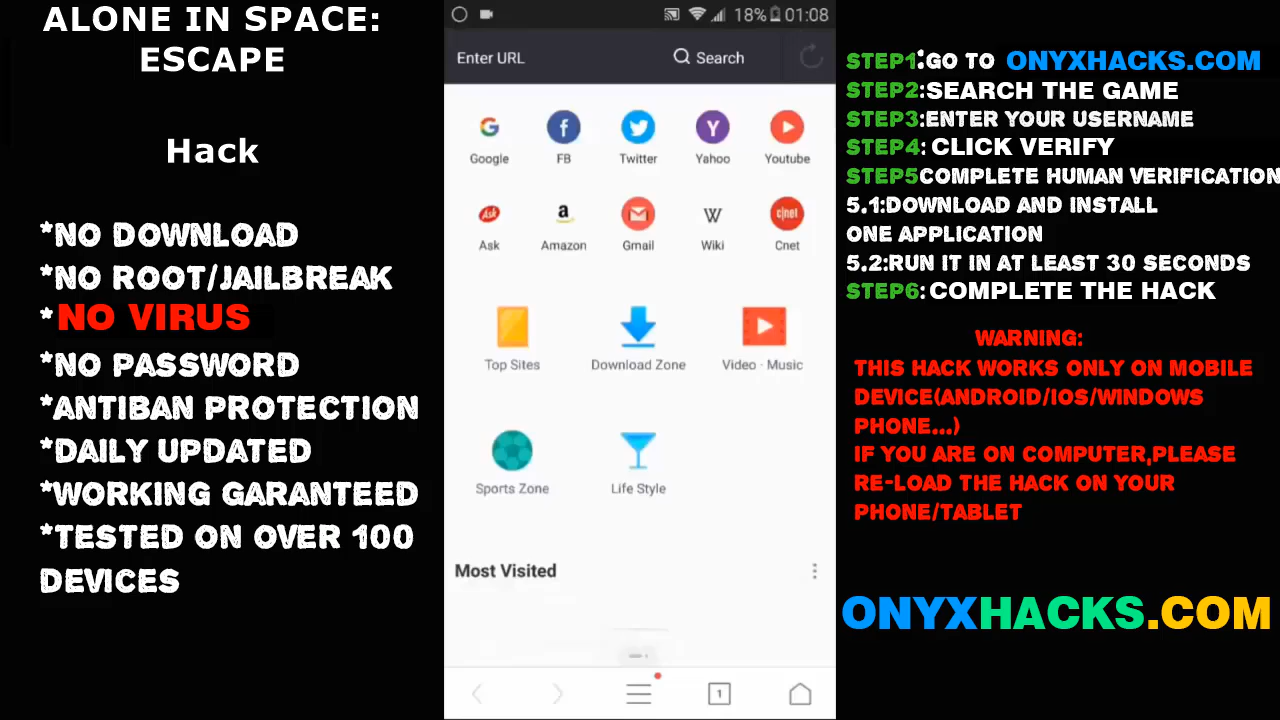 ALONE IN SPACE:
ESCAPE
Hack
*NO DOWNLOAD
*NO ROOT/JAILBREAK
*NO VIRUS
*NO PASSWORD
*ANTIBAN PROTECTION
*DAILY UPDATED
*WORKING GARANTEED
*TESTED ON OVER 100
DEVICES
18% 01:08
Enter URL Search
Google FB Twitter Yahoo Youtube
Ask Amazon Gmail Wiki Cnet
Top Sites Download Zone Video · Music
Sports Zone Life Style
Most Visited
1
STEP1:GO TO ONYXHACKS.COM
STEP2:SEARCH THE GAME
STEP3:ENTER YOUR USERNAME
STEP4: CLICK VERIFY
STEP5COMPLETE HUMAN VERIFICATION
5.1:DOWNLOAD AND INSTALL
ONE APPLICATION
5.2:RUN IT IN AT LEAST 30 SECONDS
STEP6: COMPLETE THE HACK
WARNING:
THIS HACK WORKS ONLY ON MOBILE
DEVICE(ANDROID/IOS/WINDOWS
PHONE...)
IF YOU ARE ON COMPUTER,PLEASE
RE-LOAD THE HACK ON YOUR
PHONE/TABLET
ONYXHACKS.COM